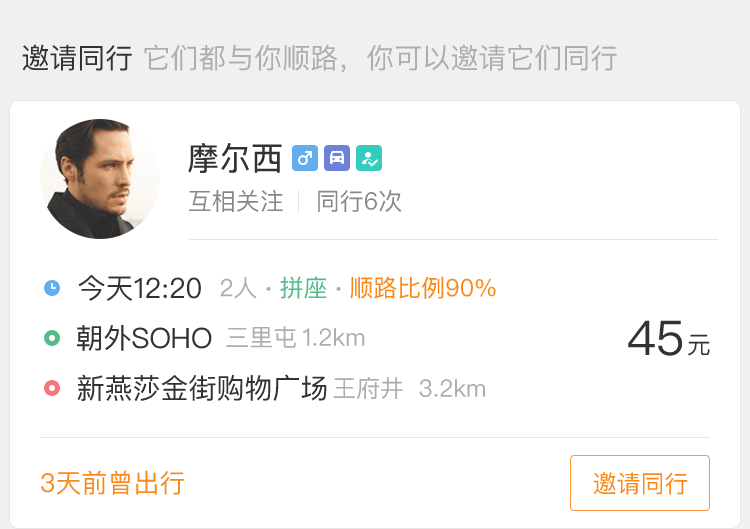 邀请同行 它们都与你顺路，你可以邀请它们同行
摩尔西
互相关注 同行6次
今天12:20 2人·拼座·顺路比例90%
朝外SOHO 三里屯 1.2km
45元
新燕莎金街购物广场 王府井 3.2km
3天前曾出行 邀请同行